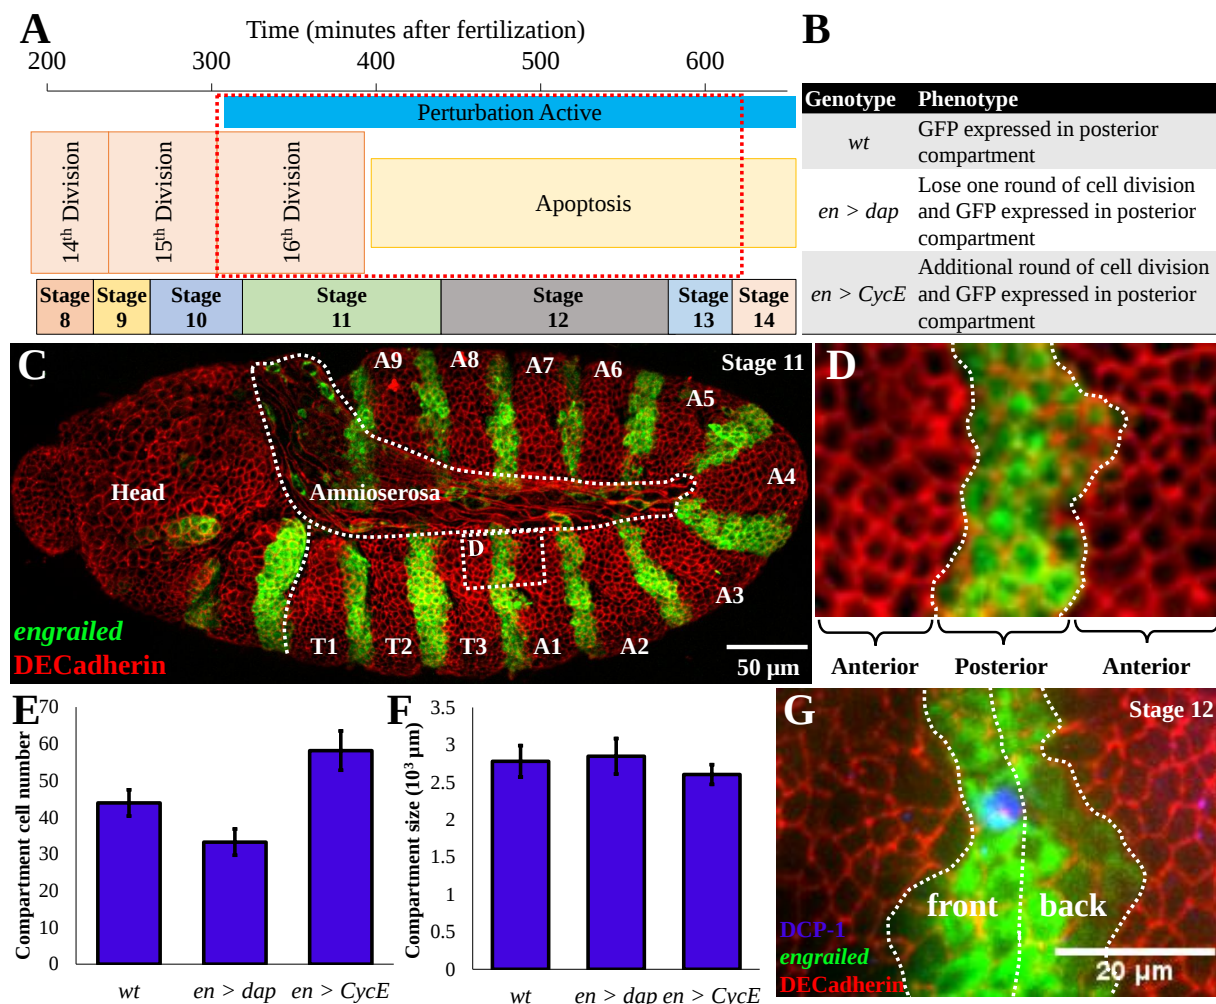 A
Time (minutes after fertilization)
200 300 400 500 600
Perturbation Active
14th Division
15th Division
16th Division
Apoptosis
Stage 8
Stage 9
Stage 10
Stage 11
Stage 12
Stage 13
Stage 14
B
Genotype Phenotype
wt GFP expressed in posterior
compartment
en > dap Lose one round of cell division
and GFP expressed in posterior
compartment
en > CycE Additional round of cell division
and GFP expressed in posterior
compartment
C
A9 A8 A7 A6 Stage 11
A5
A4
Head Amnioserosa
D
A3
T1 T2 T3 A1 A2
engrailed
DECadherin
50 μm
D
Anterior Posterior Anterior
E
Compartment cell number
70
60
50
40
30
20
10
0
wt en > dap en > CycE
F
Compartment size (10³ μm)
3.5
3
2.5
2
1.5
1
0.5
0
wt en > dap en > CycE
G
Stage 12
front back
DCP-1
engrailed
DECadherin
20 μm